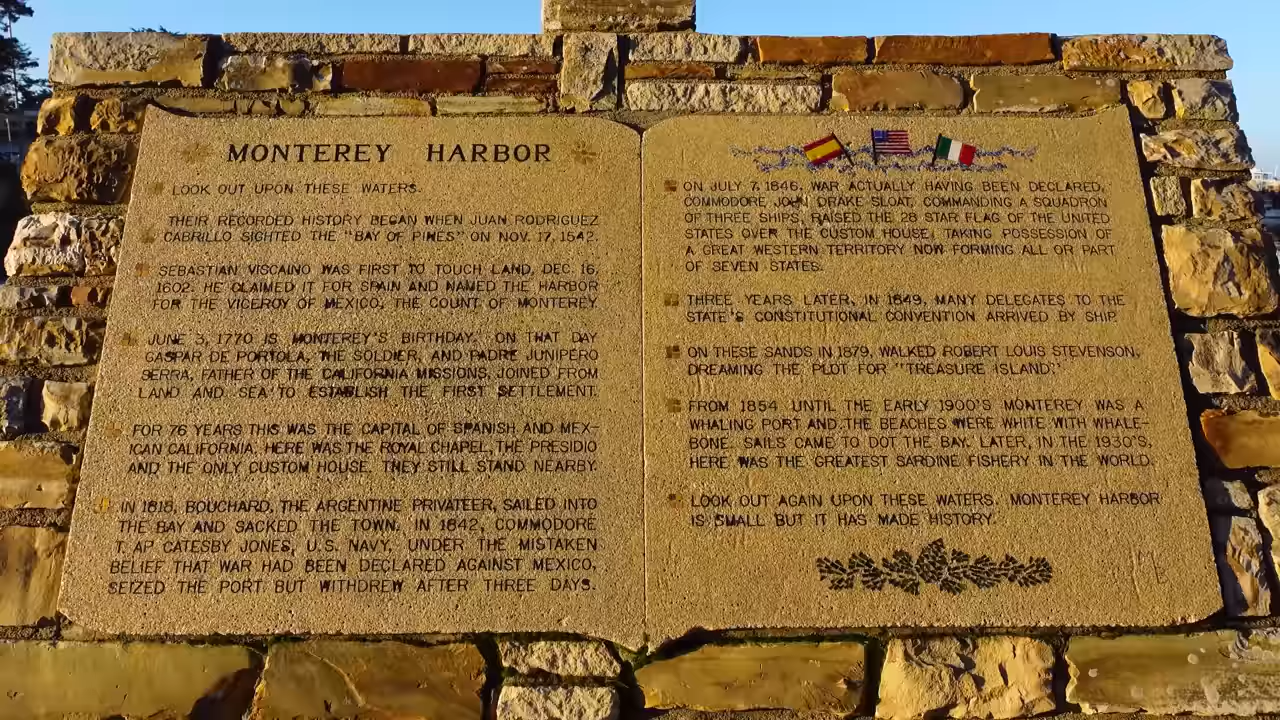 MONTEREY HARBOR
LOOK OUT UPON THESE WATERS.
THEIR RECORDED HISTORY BEGAN WHEN JUAN RODRIGUEZ
CABRILLO SIGHTED THE "BAY OF PINES" ON NOV. 17, 1542.
SEBASTIAN VISCAINO WAS FIRST TO TOUCH LAND, DEC. 16,
1602. HE CLAIMED IT FOR SPAIN AND NAMED THE HARBOR
FOR THE VICEROY OF MEXICO, THE COUNT OF MONTEREY.
JUNE 3, 1770 IS MONTEREY'S BIRTHDAY. ON THAT DAY
GASPAR DE PORTOLA, THE SOLDIER, AND PADRE JUNIPERO
SERRA, FATHER OF THE CALIFORNIA MISSIONS, JOINED FROM
LAND AND SEA TO ESTABLISH THE FIRST SETTLEMENT.
FOR 76 YEARS THIS WAS THE CAPITAL OF SPANISH AND MEX-
ICAN CALIFORNIA. HERE WAS THE ROYAL CHAPEL, THE PRESIDIO
AND THE ONLY CUSTOM HOUSE. THEY STILL STAND NEARBY.
IN 1818, BOUCHARD, THE ARGENTINE PRIVATEER, SAILED INTO
THE BAY AND SACKED THE TOWN. IN 1842, COMMODORE
T. AP CATESBY JONES, U.S. NAVY, UNDER THE MISTAKEN
BELIEF THAT WAR HAD BEEN DECLARED AGAINST MEXICO,
SEIZED THE PORT BUT WITHDREW AFTER THREE DAYS.
ON JULY 7, 1846, WAR ACTUALLY HAVING BEEN DECLARED,
COMMODORE JOHN DRAKE SLOAT, COMMANDING A SQUADRON
OF THREE SHIPS, RAISED THE 28 STAR FLAG OF THE UNITED
STATES OVER THE CUSTOM HOUSE, TAKING POSSESSION OF
A GREAT WESTERN TERRITORY NOW FORMING ALL OR PART
OF SEVEN STATES.
THREE YEARS LATER, IN 1849, MANY DELEGATES TO THE
STATE'S CONSTITUTIONAL CONVENTION ARRIVED BY SHIP.
ON THESE SANDS IN 1879, WALKED ROBERT LOUIS STEVENSON,
DREAMING THE PLOT FOR "TREASURE ISLAND."
FROM 1854 UNTIL THE EARLY 1900'S MONTEREY WAS A
WHALING PORT AND THE BEACHES WERE WHITE WITH WHALE-
BONE. SAILS CAME TO DOT THE BAY. LATER, IN THE 1930'S,
HERE WAS THE GREATEST SARDINE FISHERY IN THE WORLD.
LOOK OUT AGAIN UPON THESE WATERS. MONTEREY HARBOR
IS SMALL BUT IT HAS MADE HISTORY.